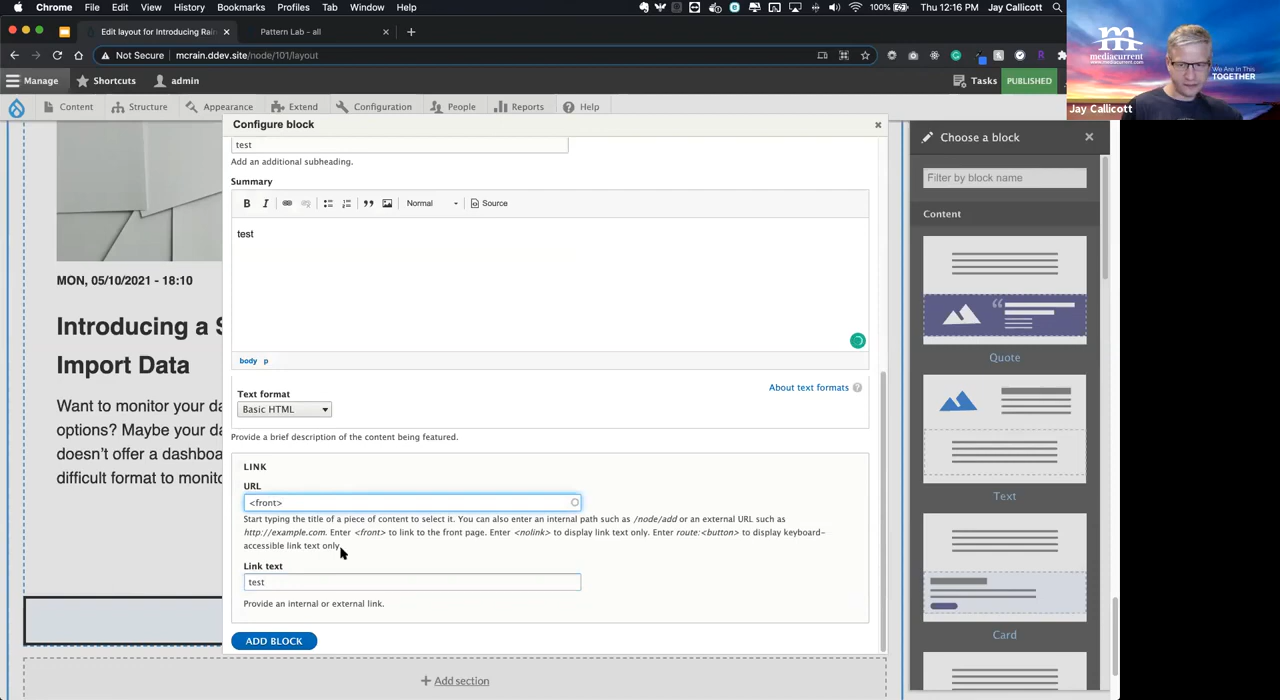 Chrome File Edit View History Bookmarks Profiles Tab Window Help
100% Thu 12:16 PM Jay Callicott
Edit layout for Introducing Rain
Pattern Lab - all
Not Secure mcrain.ddev.site/node/101/layout
Manage Shortcuts admin
Tasks PUBLISHED
Content Structure Appearance Extend Configuration People Reports Help
m
mediacurrent
www.mediacurrent.com
We Are In This
TOGETHER
Jay Callicott
MON, 05/10/2021 - 18:10
Introducing a S
Import Data
Want to monitor your da
options? Maybe your da
doesn't offer a dashboa
difficult format to monito
Configure block
test
Add an additional subheading.
Summary
B I Normal Source
test
body p
About text formats ?
Text format
Basic HTML
Provide a brief description of the content being featured.
LINK
URL
<front>
Start typing the title of a piece of content to select it. You can also enter an internal path such as /node/add or an external URL such as
http://example.com. Enter <front> to link to the front page. Enter <nolink> to display link text only. Enter route:<button> to display keyboard-
accessible link text only.
Link text
test
Provide an internal or external link.
ADD BLOCK
+ Add section
Choose a block
Filter by block name
Content
Quote
Text
Card